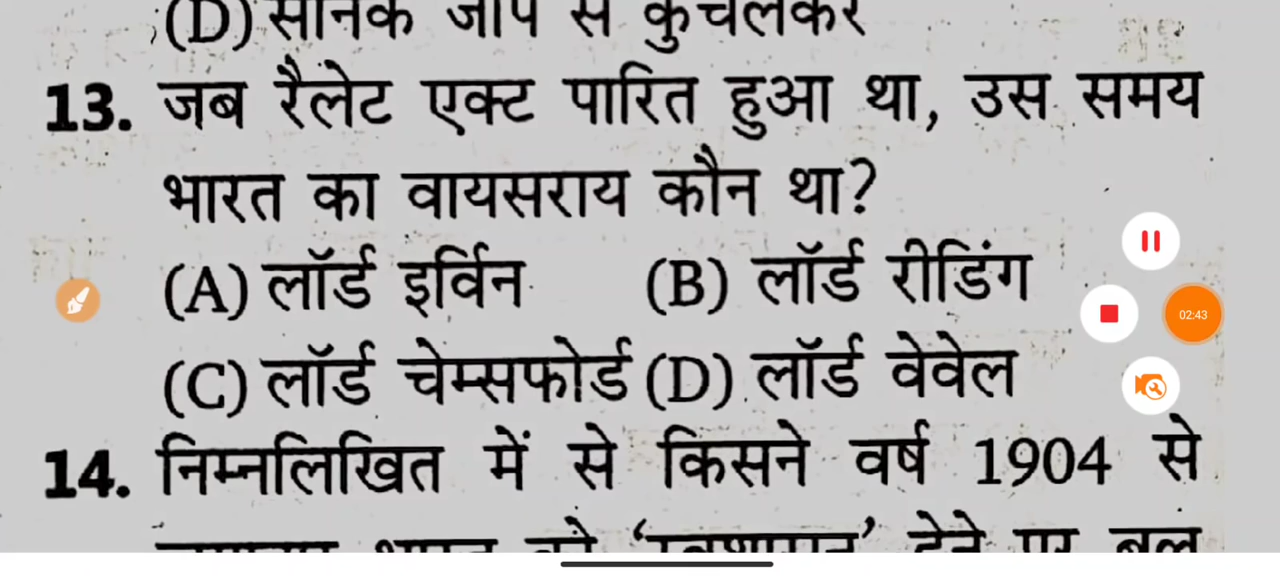 (D) सैनिक जीप से कुचलकर
13. जब रैलेट एक्ट पारित हुआ था, उस समय
भारत का वायसराय कौन था?
(A) लॉर्ड इर्विन (B) लॉर्ड रीडिंग
(C) लॉर्ड चेम्सफोर्ड (D) लॉर्ड वेवेल
02:43
14. निम्नलिखित में से किसने वर्ष 1904 से